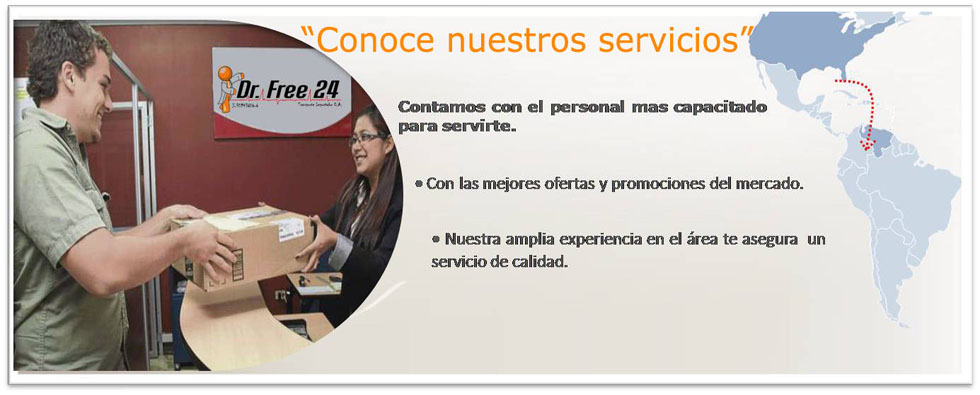 “Conoce nuestros servicios”
Dr. Free 24
Contamos con el personal mas capacitado
para servirte.
• Con las mejores ofertas y promociones del mercado.
• Nuestra amplia experiencia en el área te asegura un
servicio de calidad.